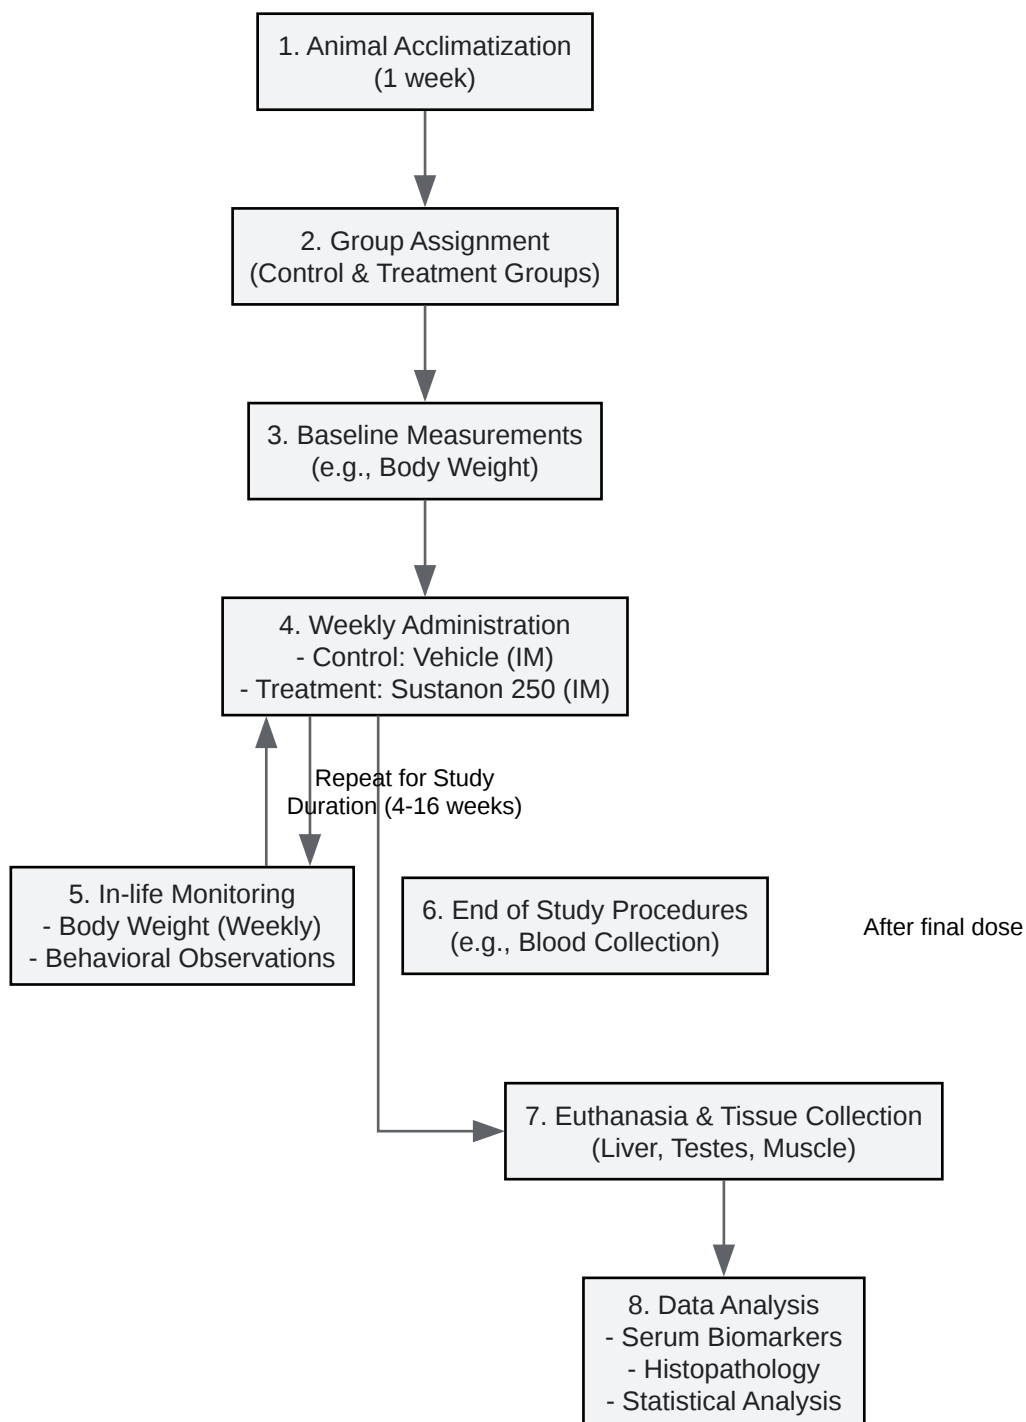 1. Animal Acclimatization
(1 week)
2. Group Assignment
(Control & Treatment Groups)
3. Baseline Measurements
(e.g., Body Weight)
4. Weekly Administration
- Control: Vehicle (IM)
- Treatment: Sustanon 250 (IM)
Repeat for Study
Duration (4-16 weeks)
5. In-life Monitoring
- Body Weight (Weekly)
- Behavioral Observations
6. End of Study Procedures
(e.g., Blood Collection)
After final dose
7. Euthanasia & Tissue Collection
(Liver, Testes, Muscle)
8. Data Analysis
- Serum Biomarkers
- Histopathology
- Statistical Analysis